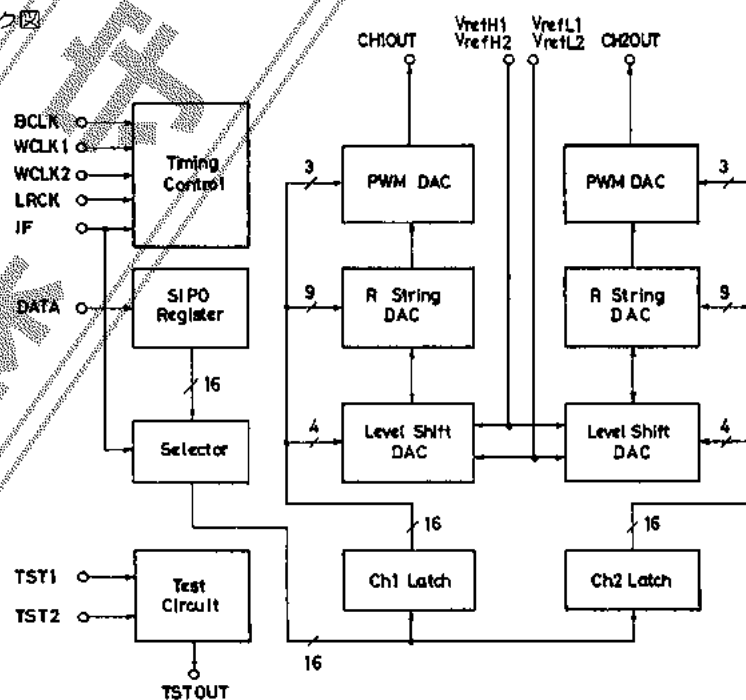 ク図
CH1OUT
VrefH1
VrefH2
VrefL1
VrefL2
CH2OUT
BCLK
WCLK1
WCLK2
LRCK
IF
Timing
Control
PWM DAC
PWM DAC
3
3
DATA
SIPO
Register
9
R String
DAC
R String
DAC
9
16
Selector
4
Level Shift
DAC
Level Shift
DAC
4
16
16
TST1
TST2
Test
Circuit
Ch1 Latch
Ch2 Latch
16
TSTOUT